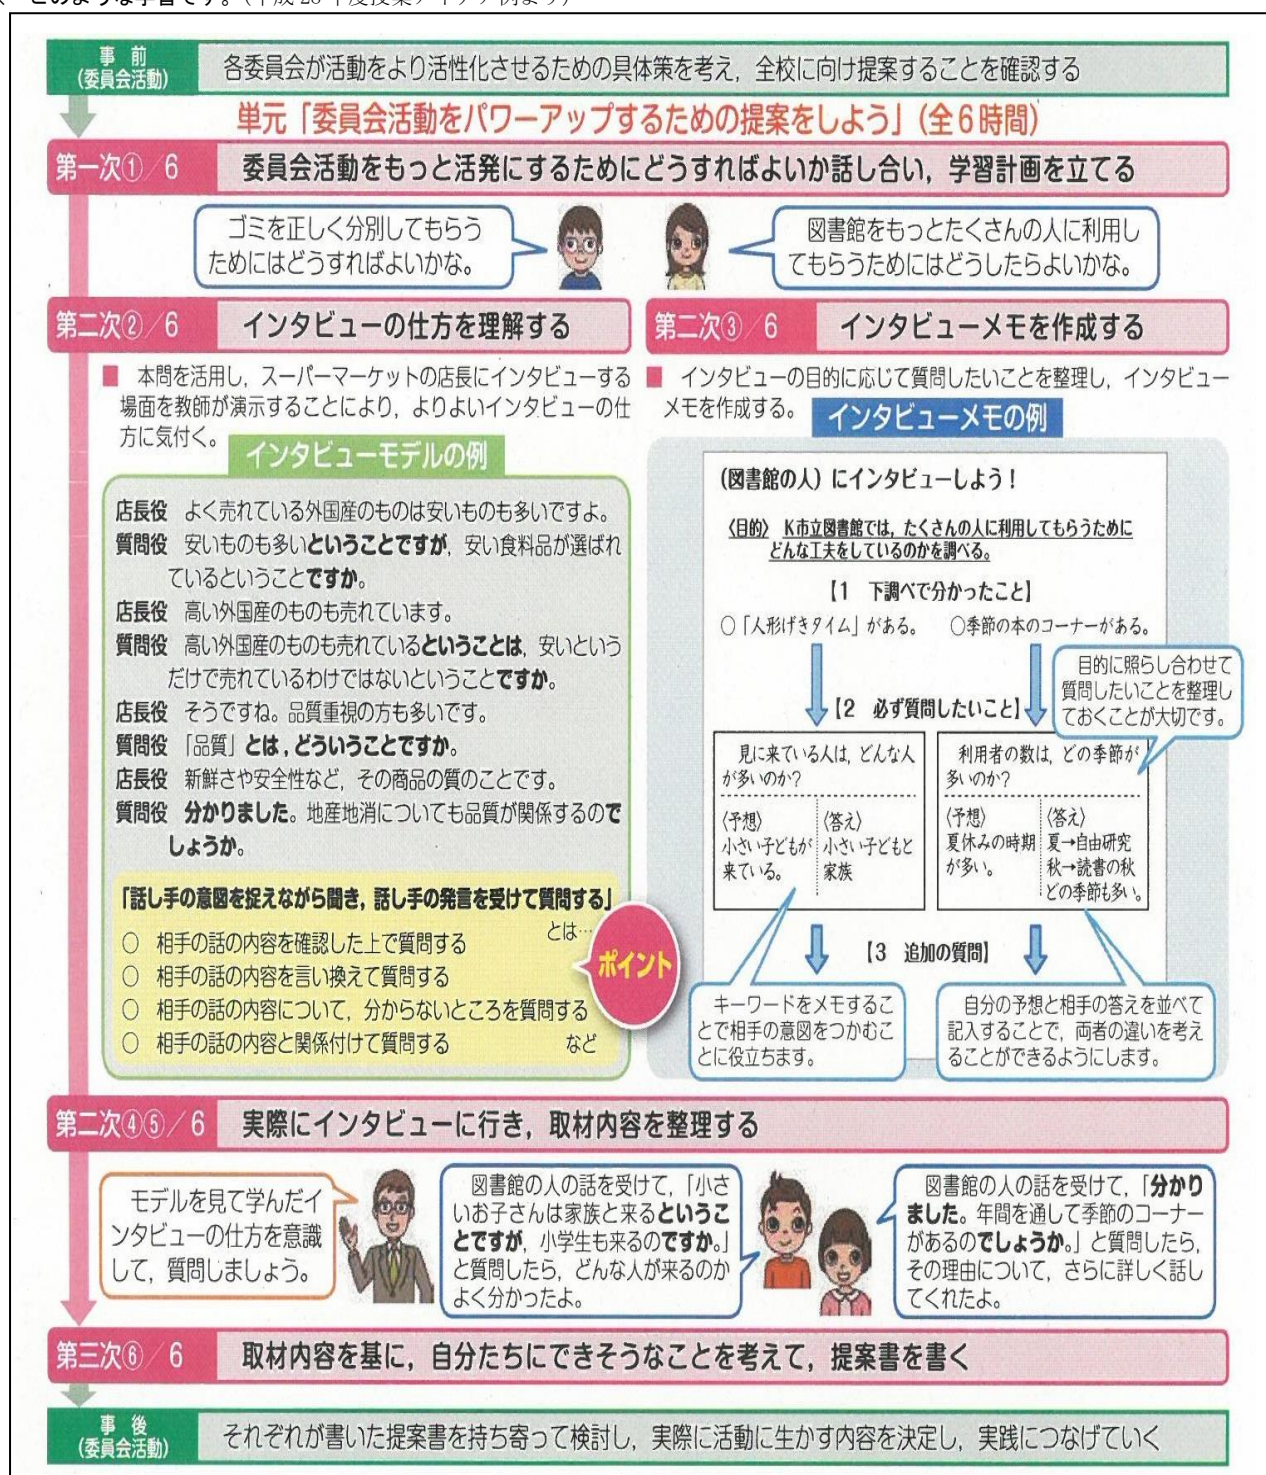 このような学習です。(平成
事前
(委員会活動)
各委員会が活動をより活性化させるための具体策を考え，全校に向け提案することを確認する
単元「委員会活動をパワーアップするための提案をしよう」(全6時間)
第一次①／6
委員会活動をもっと活発にするためにどうすればよいか話し合い，学習計画を立てる
ゴミを正しく分別してもらう
ためにはどうすればよいかな。
図書館をもっとたくさんの人に利用し
てもらうためにはどうしたらよいかな。
第二次②／6
インタビューの仕方を理解する
■ 本問を活用し，スーパーマーケットの店長にインタビューする
場面を教師が演示することにより，よりよいインタビューの仕
方に気付く。
インタビューモデルの例
店長役 よく売れている外国産のものは安いものも多いですよ。
質問役 安いものも多いということですが，安い食料品が選ばれ
ているということですか。
店長役 高い外国産のものも売れています。
質問役 高い外国産のものも売れているということは，安いという
だけで売れているわけではないということですか。
店長役 そうですね。品質重視の方も多いです。
質問役 「品質」とは，どういうことですか。
店長役 新鮮さや安全性など，その商品の質のことです。
質問役 分かりました。地産地消についても品質が関係するので
しょうか。
「話し手の意図を捉えながら聞き，話し手の発言を受けて質問する」
とは…
○ 相手の話の内容を確認した上で質問する
○ 相手の話の内容を言い換えて質問する
○ 相手の話の内容について，分からないところを質問する
○ 相手の話の内容と関係付けて質問する など
ポイント
第二次③／6
インタビューメモを作成する
■ インタビューの目的に応じて質問したいことを整理し，インタビュー
メモを作成する。
インタビューメモの例
(図書館の人) にインタビューしよう！
〈目的〉 K市立図書館では，たくさんの人に利用してもらうために
どんな工夫をしているのかを調べる。
【1 下調べで分かったこと】
○「人形げきタイム」がある。 ○季節の本のコーナーがある。
目的に照らし合わせて
質問したいことを整理し
ておくことが大切です。
【2 必ず質問したいこと】
見に来ている人は，どんな人
が多いのか？
〈予想〉
小さい子どもが
来ている。
〈答え〉
小さい子どもと
家族
利用者の数は，どの季節が
多いのか？
〈予想〉
夏休みの時期
が多い。
〈答え〉
夏→自由研究
秋→読書の秋
どの季節も多い。
【3 追加の質問】
キーワードをメモするこ
とで相手の意図をつかむこ
とに役立ちます。
自分の予想と相手の答えを並べて
記入することで，両者の違いを考え
ることができるようにします。
第二次④⑤／6
実際にインタビューに行き，取材内容を整理する
モデルを見て学んだイ
ンタビューの仕方を意識
して，質問しましょう。
図書館の人の話を受けて，「小さ
いお子さんは家族と来るというこ
とですが，小学生も来るのですか。」
と質問したら，どんな人が来るのか
よく分かったよ。
図書館の人の話を受けて，「分かり
ました。年間を通して季節のコーナー
があるのでしょうか。」と質問したら，
その理由について，さらに詳しく話し
てくれたよ。
第三次⑥／6
取材内容を基に，自分たちにできそうなことを考えて，提案書を書く
事後
(委員会活動)
それぞれが書いた提案書を持ち寄って検討し，実際に活動に生かす内容を決定し，実践につなげていく